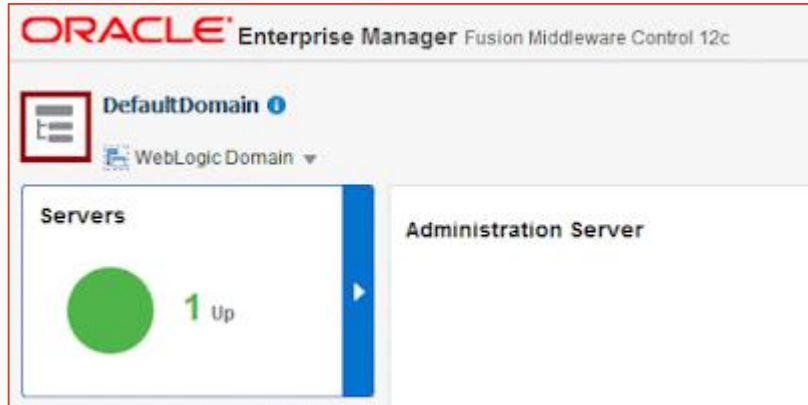 ORACLE Enterprise Manager Fusion Middleware Control 12c
DefaultDomain
WebLogic Domain
Servers
1 Up
Administration Server